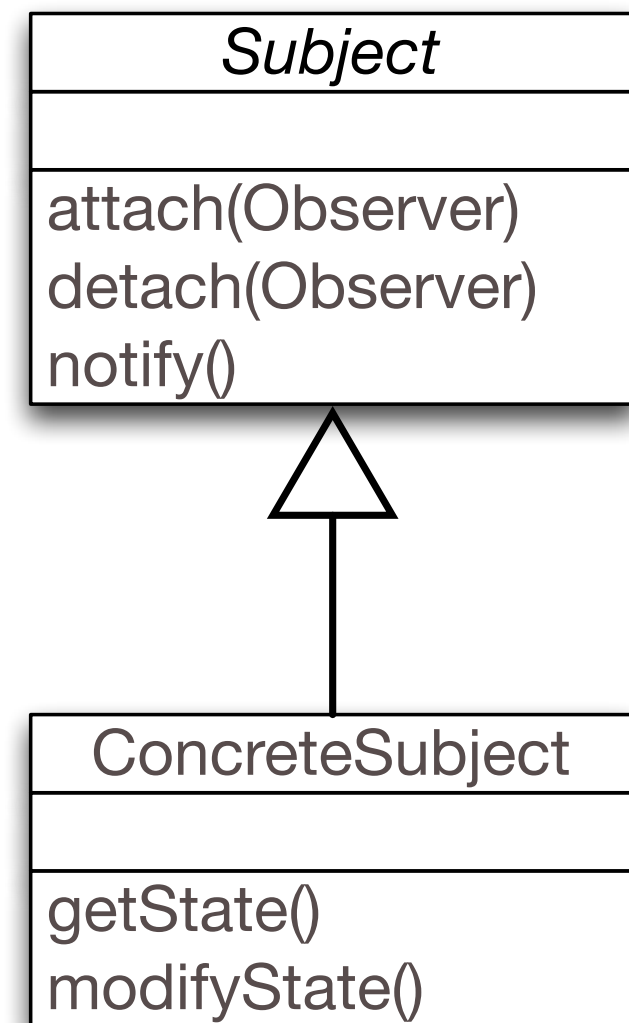 Subject
attach(Observer)
detach(Observer)
notify()
ConcreteSubject
getState()
modifyState()